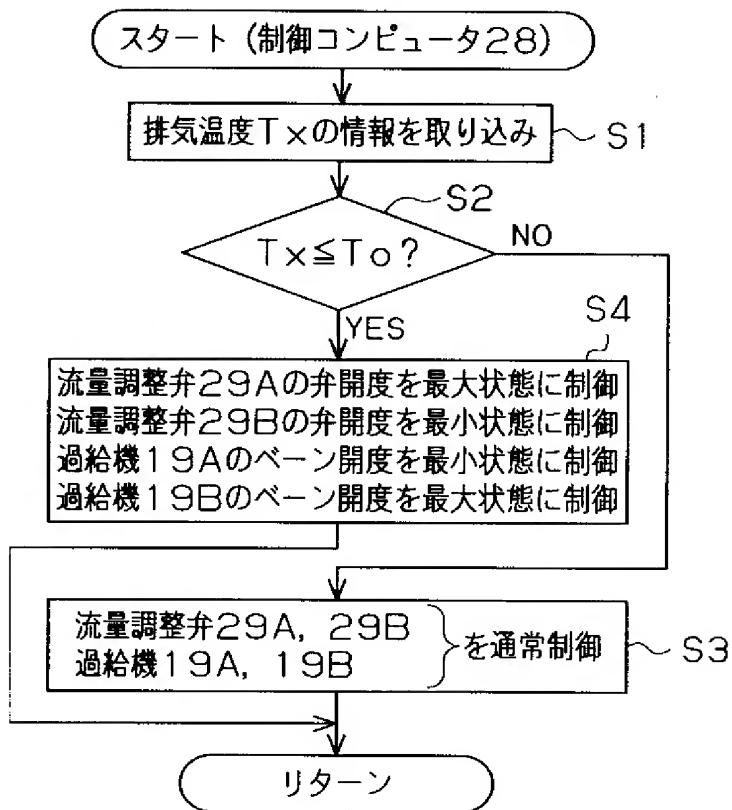 スタート(制御コンピュータ28)
排気温度Txの情報を取り込み
S1
S2
Tx≦To?
NO
YES
S4
流量調整弁29Aの弁開度を最大状態に制御
流量調整弁29Bの弁開度を最小状態に制御
過給機19Aのベーン開度を最小状態に制御
過給機19Bのベーン開度を最大状態に制御
流量調整弁29A, 29B
過給機19A, 19B
を通常制御
S3
リターン